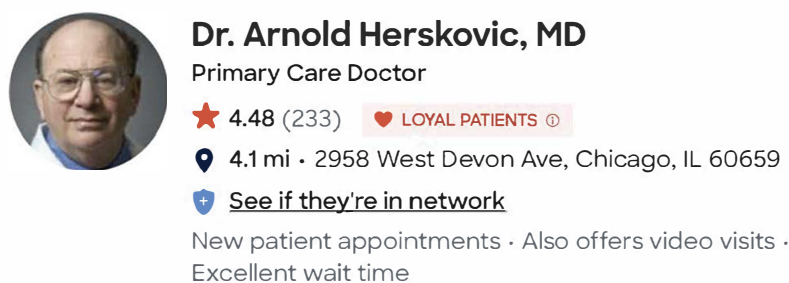 Dr. Arnold Herskovic, MD
Primary Care Doctor
4.48 (233) LOYAL PATIENTS
4.1 mi · 2958 West Devon Ave, Chicago, IL 60659
See if they're in network
New patient appointments · Also offers video visits ·
Excellent wait time